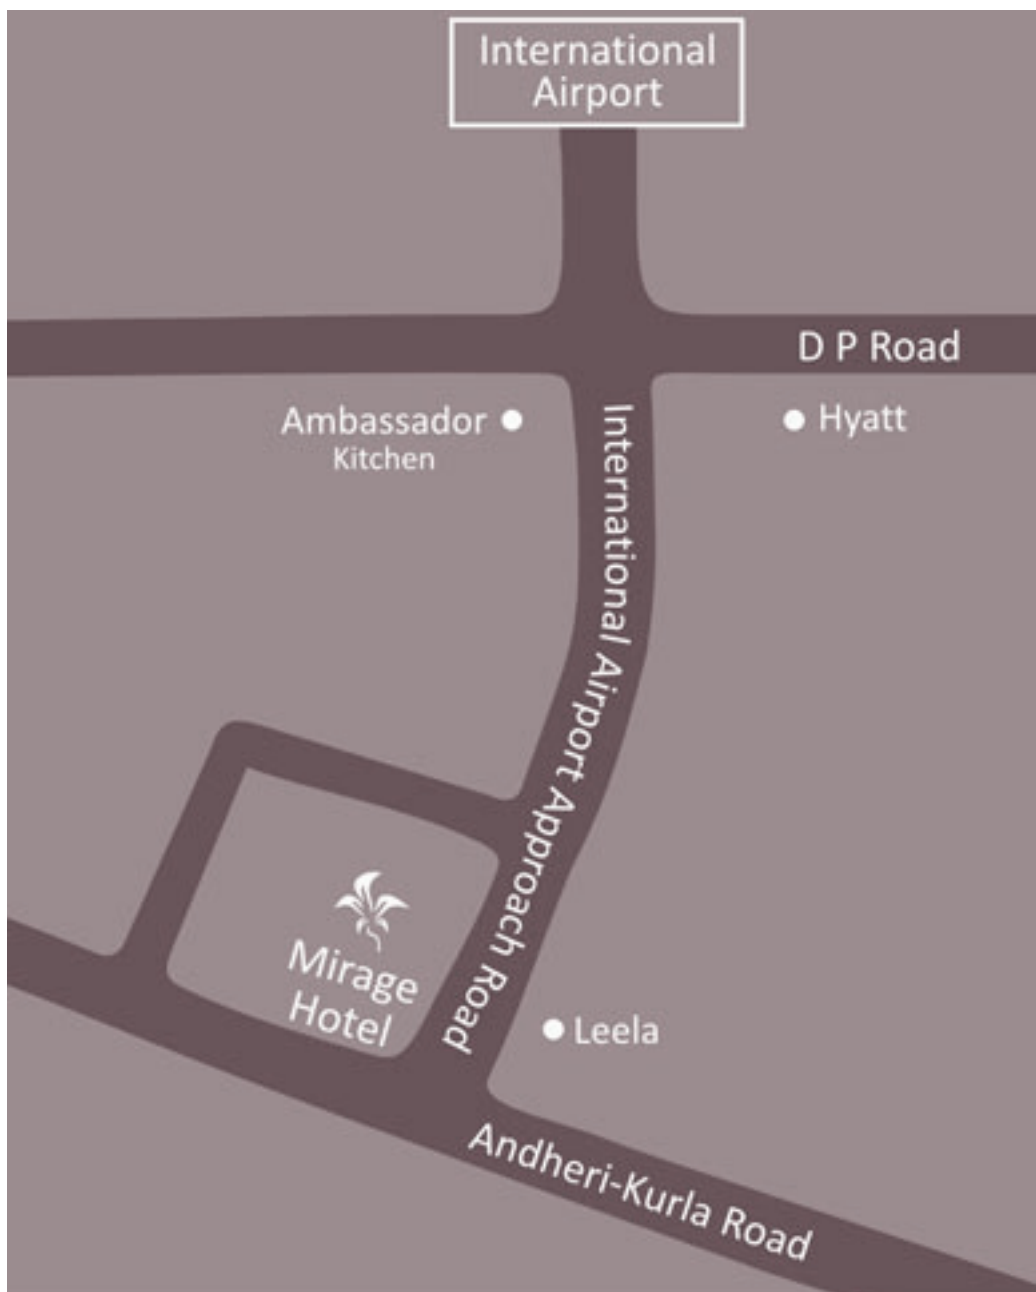 International
Airport
D P Road
Ambassador
Kitchen
Hyatt
International Airport Approach Road
Mirage
Hotel
Leela
Andheri-Kurla Road